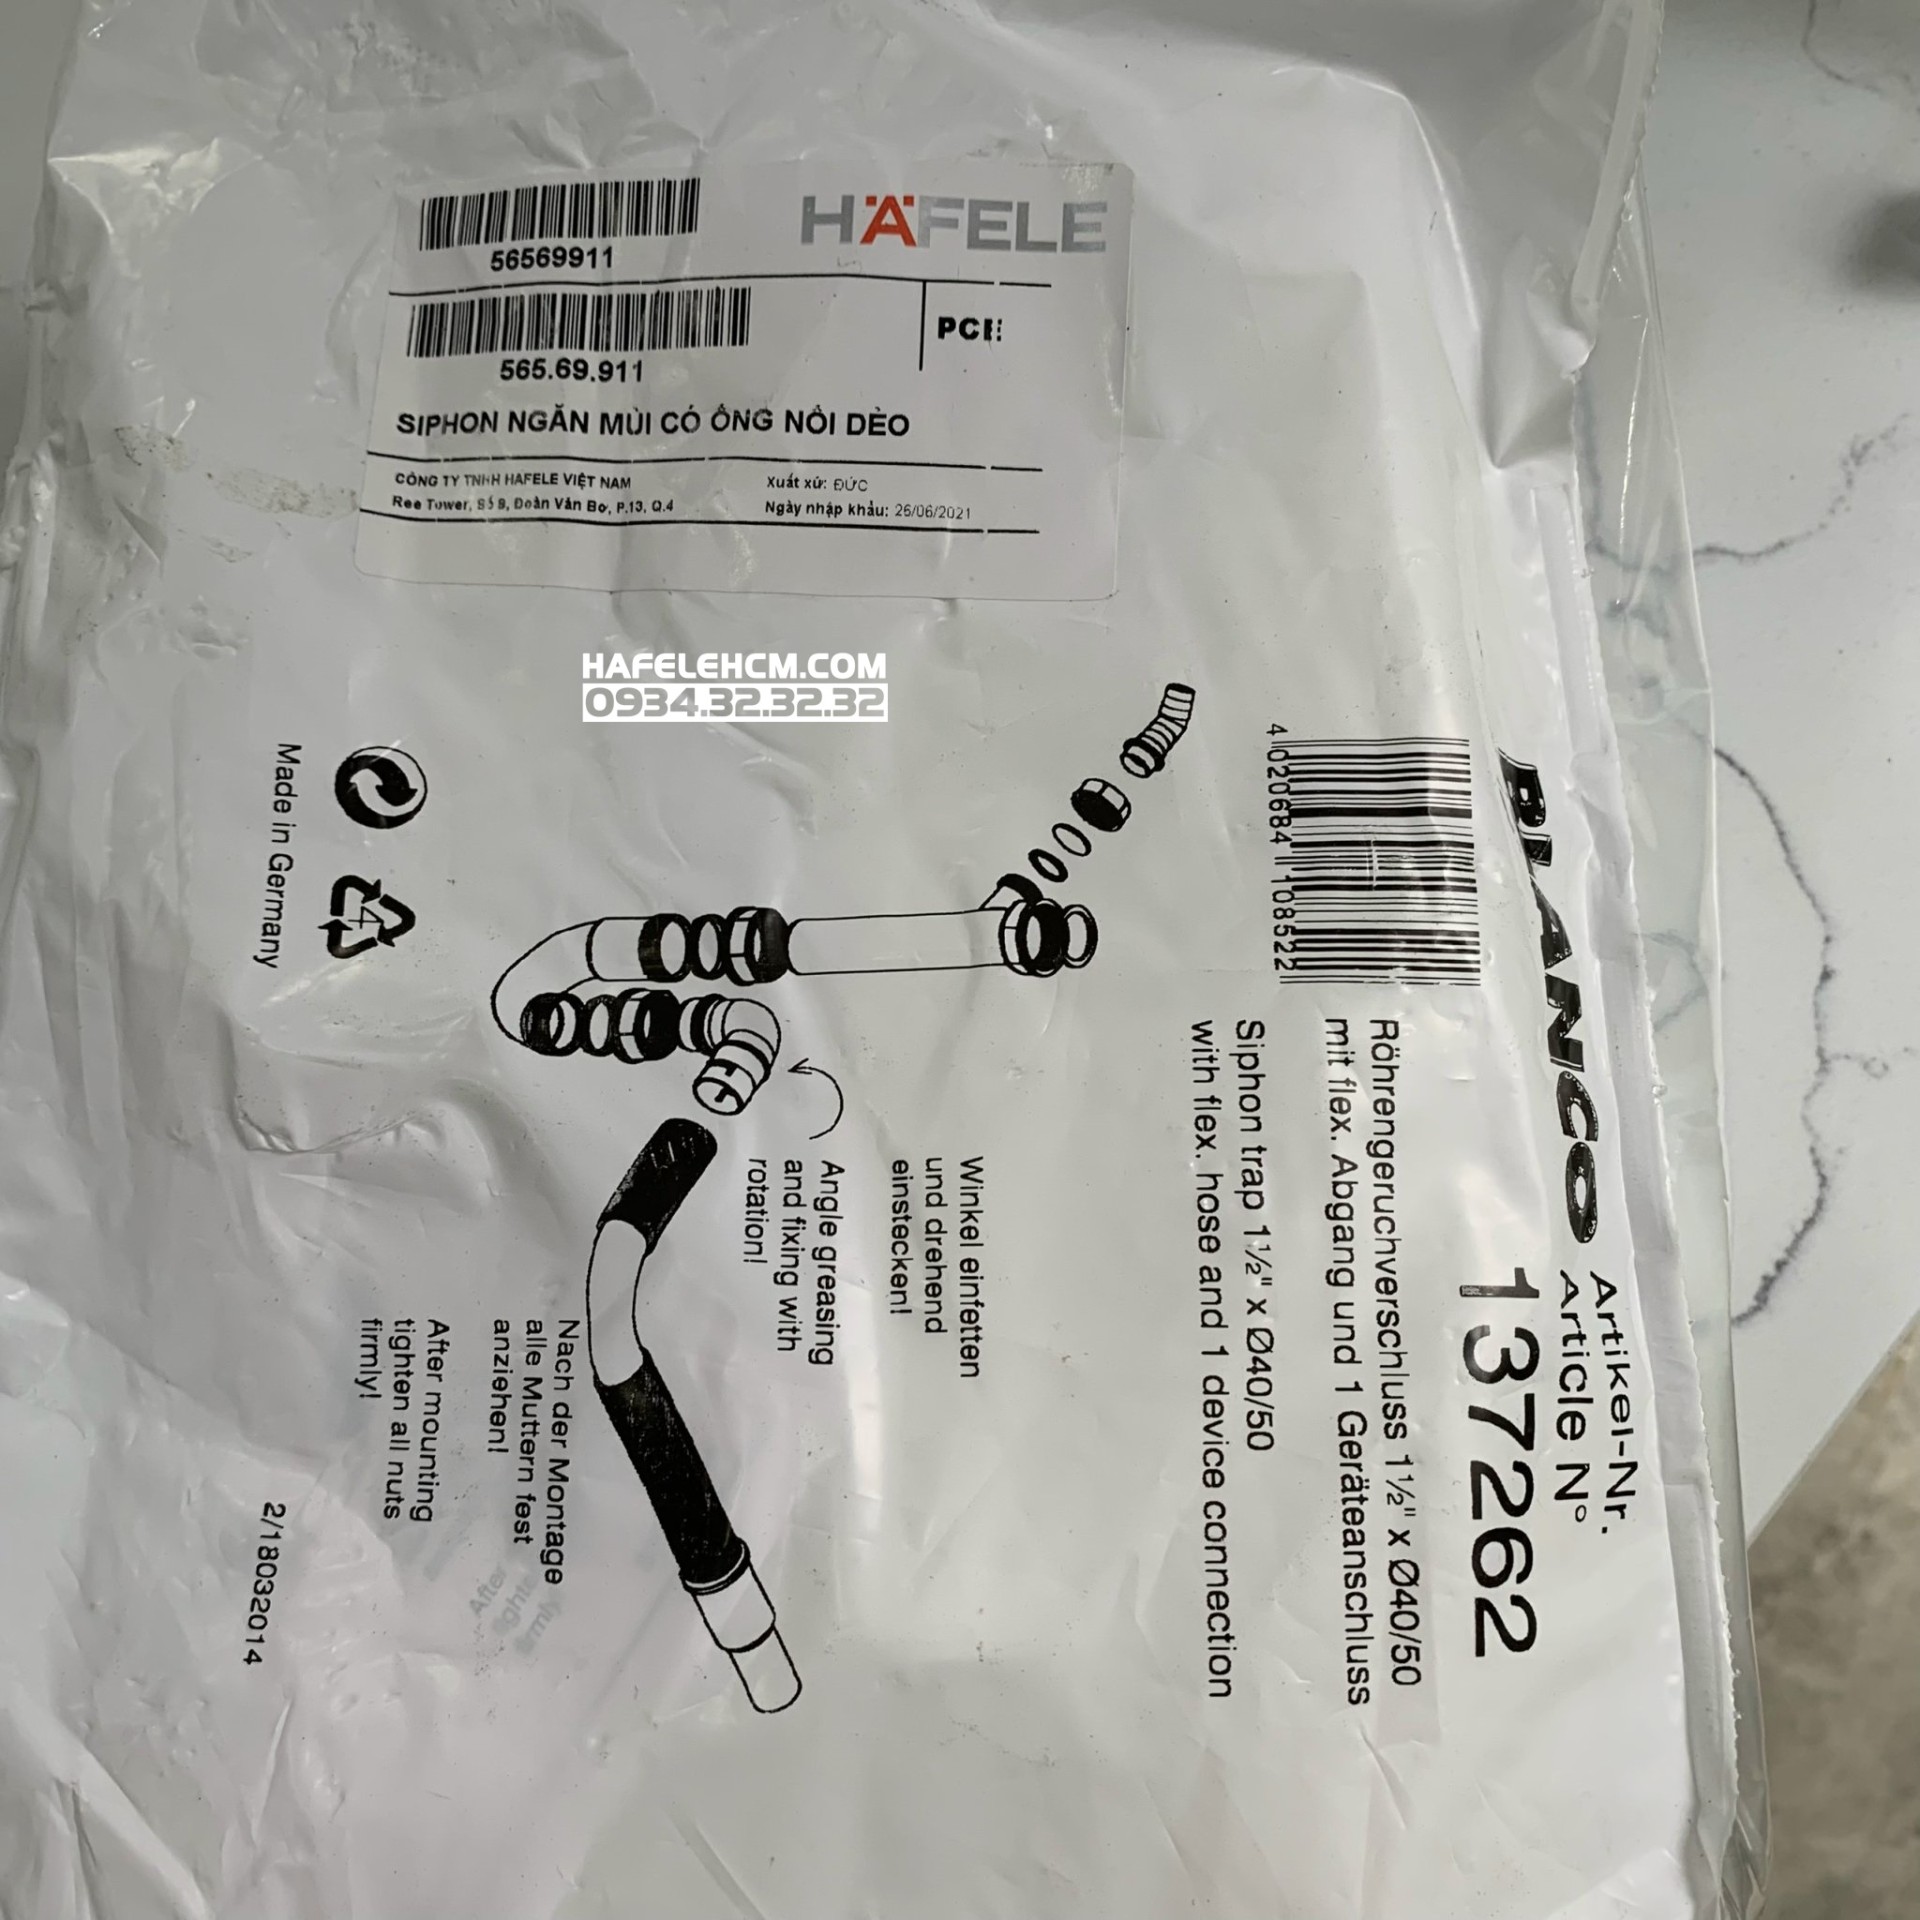 56569911
HÄFELE
565.69.911
SIPHON NGĂN MÙI CÓ ỐNG NỐI DẺO
CÔNG TY TNHH HAFELE VIỆT NAM
Ree Tower, Số 9, Đoàn Văn Bơ, P.13, Q.4
Xuất xứ: ĐỨC
Ngày nhập khẩu: 26/06/2021
HAFELEHCM.COM
0934.32.32.32
BLANCO
Artikel-Nr.
Article N°
137262
4 020684 108522
Röhrengeruchverschluss 1½" x Ø40/50
mit flex. Abgang und 1 Geräteanschluss
Siphon trap 1½" x Ø40/50
with flex. hose and 1 device connection
Winkel einfetten
und drehend
einstecken!
Angle greasing
and fixing with
rotation!
Nach der Montage
alle Muttern fest
anziehen!
After mounting
tighten all nuts
firmly!
4
Made in Germany
2/18032014